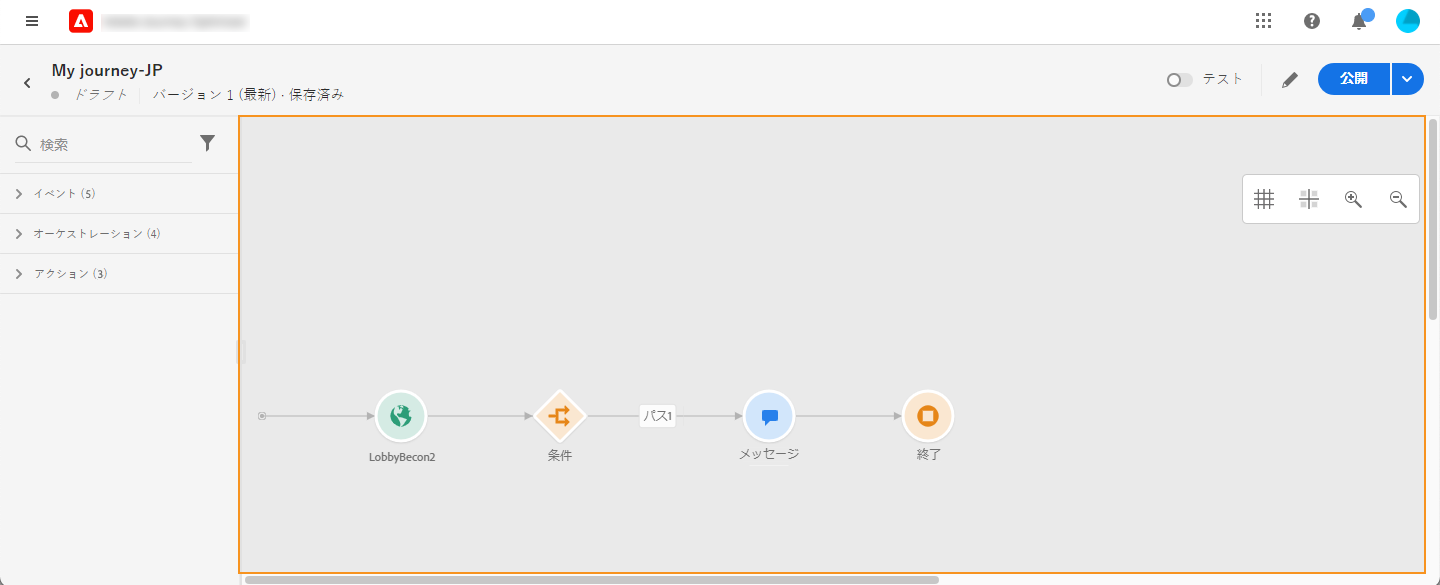 My journey-JP
ドラフト バージョン 1 (最新) · 保存済み
テスト
公開
検索
イベント (5)
オーケストレーション (4)
アクション (3)
パス1
LobbyBecon2
条件
メッセージ
終了